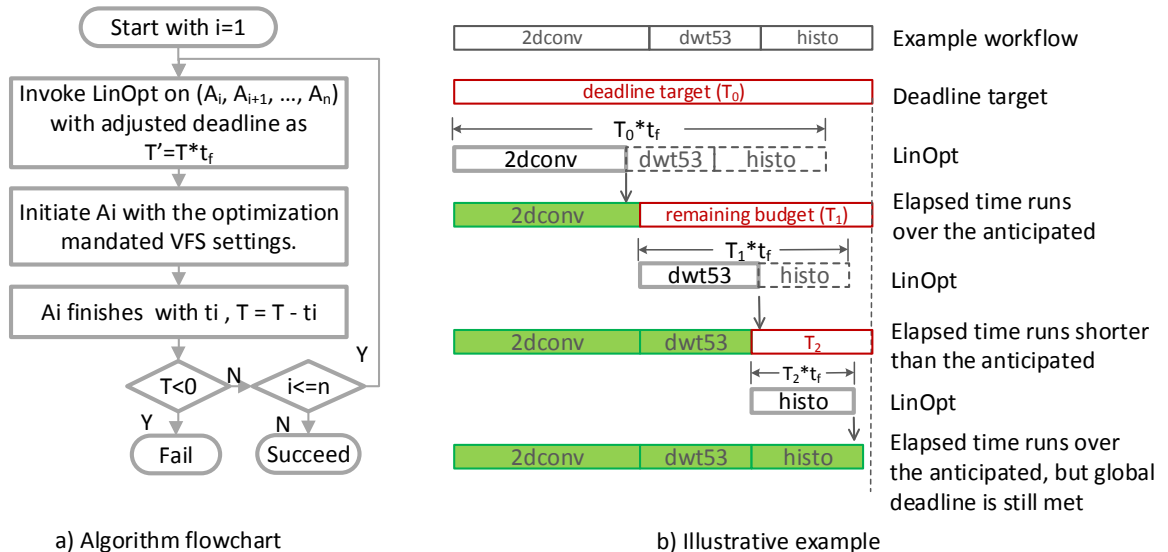 Start with i=1
Invoke LinOpt on (Ai, Ai+1, ..., An)
with adjusted deadline as
T'=T*tf
Initiate Ai with the optimization
mandated VFS settings.
Ai finishes with ti , T = T - ti
T<0
N
i<=n
Y
Y
N
Fail
Succeed
a) Algorithm flowchart
2dconv
dwt53
histo
Example workflow
deadline target (T0)
Deadline target
T0*tf
2dconv
dwt53
histo
LinOpt
2dconv
remaining budget (T1)
Elapsed time runs
over the anticipated
T1*tf
dwt53
histo
LinOpt
2dconv
dwt53
T2
Elapsed time runs shorter
than the anticipated
T2*tf
histo
LinOpt
2dconv
dwt53
histo
Elapsed time runs over
the anticipated, but global
deadline is still met
b) Illustrative example